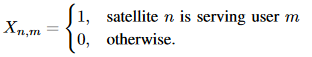 X_{n,m} = { 1, satellite n is serving user m
0, otherwise.